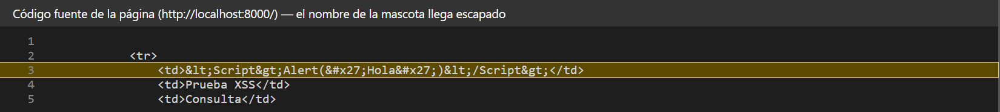 Código fuente de la página (http://localhost:8000/) — el nombre de la mascota llega escapado
1
2 <tr>
3 <td>&lt;Script&gt;Alert(&#x27;Hola&#x27;)&lt;/Script&gt;</td>
4 <td>Prueba XSS</td>
5 <td>Consulta</td>